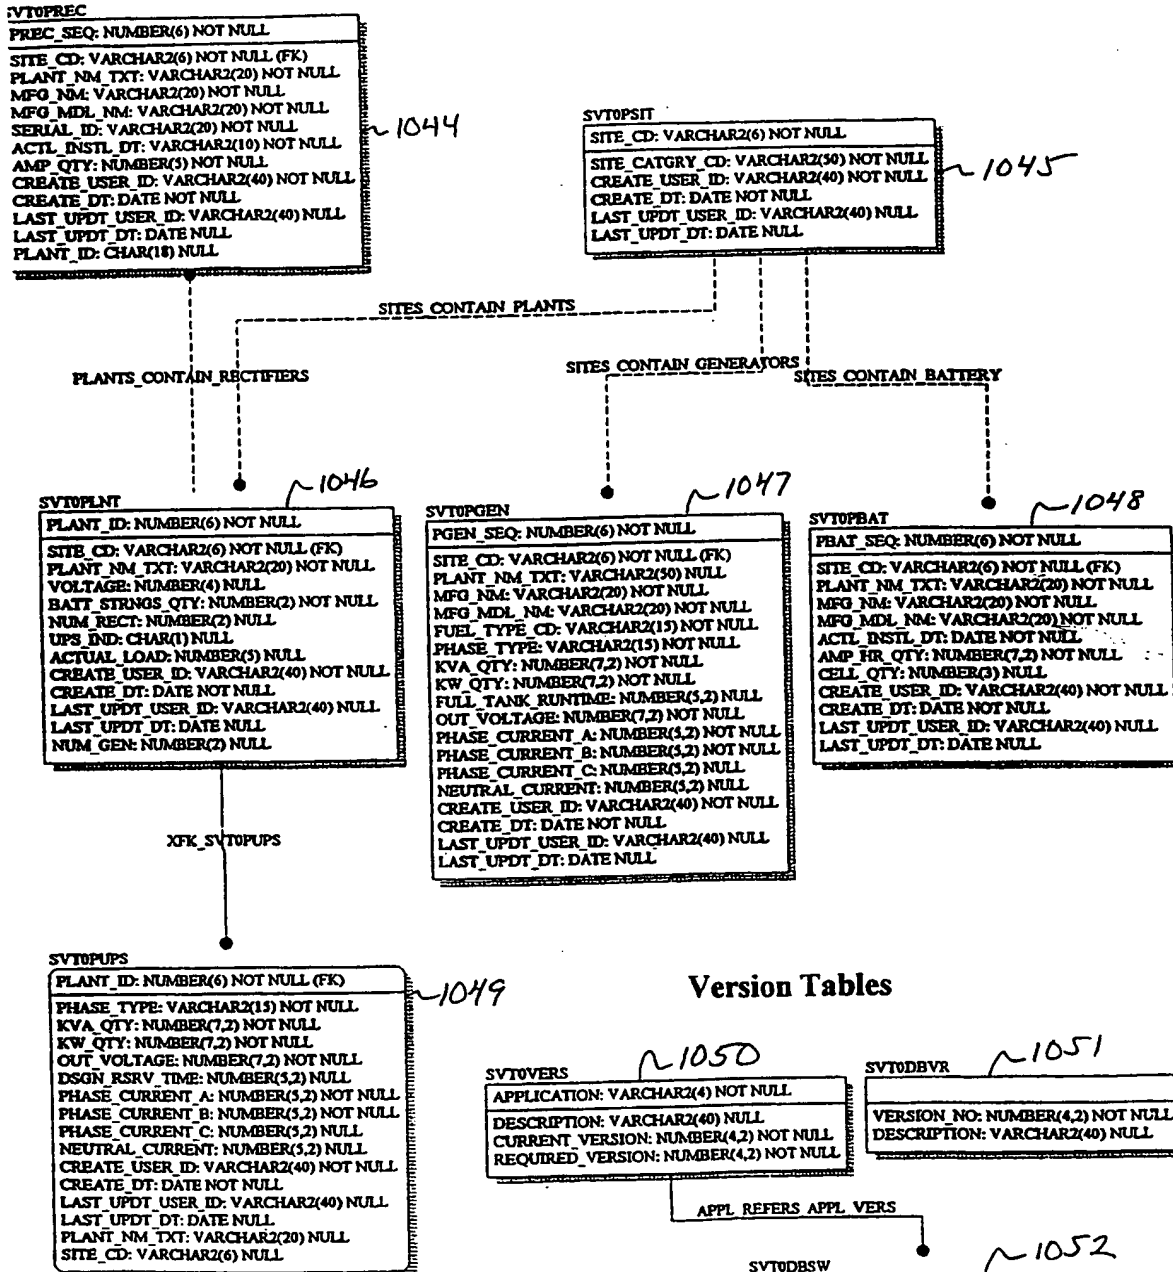 SVT0PREC
PREC_SEQ: NUMBER(6) NOT NULL
SITE_CD: VARCHAR2(6) NOT NULL (FK)
PLANT_NM_TXT: VARCHAR2(20) NOT NULL
MFG_NM: VARCHAR2(20) NOT NULL
MFG_MDL_NM: VARCHAR2(20) NOT NULL
SERIAL_ID: VARCHAR2(20) NOT NULL
ACTL_INSTL_DT: VARCHAR2(10) NOT NULL
AMP_QTY: NUMBER(5) NOT NULL
CREATE_USER_ID: VARCHAR2(40) NOT NULL
CREATE_DT: DATE NOT NULL
LAST_UPDT_USER_ID: VARCHAR2(40) NULL
LAST_UPDT_DT: DATE NULL
PLANT_ID: CHAR(18) NULL
1044
SVT0PSIT
SITE_CD: VARCHAR2(6) NOT NULL
SITE_CATGRY_CD: VARCHAR2(50) NOT NULL
CREATE_USER_ID: VARCHAR2(40) NOT NULL
CREATE_DT: DATE NOT NULL
LAST_UPDT_USER_ID: VARCHAR2(40) NULL
LAST_UPDT_DT: DATE NULL
1045
SITES CONTAIN PLANTS
PLANTS_CONTAIN_RECTIFIERS
SITES CONTAIN GENERATORS
SITES CONTAIN BATTERY
SVT0PLNT
1046
PLANT_ID: NUMBER(6) NOT NULL
SITE_CD: VARCHAR2(6) NOT NULL (FK)
PLANT_NM_TXT: VARCHAR2(20) NOT NULL
VOLTAGE: NUMBER(4) NULL
BATT_STRNGS_QTY: NUMBER(2) NOT NULL
NUM_RECT: NUMBER(2) NULL
UPS_IND: CHAR(1) NULL
ACTUAL_LOAD: NUMBER(5) NULL
CREATE_USER_ID: VARCHAR2(40) NOT NULL
CREATE_DT: DATE NOT NULL
LAST_UPDT_USER_ID: VARCHAR2(40) NULL
LAST_UPDT_DT: DATE NULL
NUM_GEN: NUMBER(2) NULL
SVT0PGEN
1047
PGEN_SEQ: NUMBER(6) NOT NULL
SITE_CD: VARCHAR2(6) NOT NULL (FK)
PLANT_NM_TXT: VARCHAR2(50) NULL
MFG_NM: VARCHAR2(20) NOT NULL
MFG_MDL_NM: VARCHAR2(20) NOT NULL
FUEL_TYPE_CD: VARCHAR2(15) NOT NULL
PHASE_TYPE: VARCHAR2(15) NOT NULL
KVA_QTY: NUMBER(7,2) NOT NULL
KW_QTY: NUMBER(7,2) NOT NULL
FULL_TANK_RUNTIME: NUMBER(5,2) NULL
OUT_VOLTAGE: NUMBER(7,2) NOT NULL
PHASE_CURRENT_A: NUMBER(5,2) NOT NULL
PHASE_CURRENT_B: NUMBER(5,2) NOT NULL
PHASE_CURRENT_C: NUMBER(5,2) NULL
NEUTRAL_CURRENT: NUMBER(5,2) NULL
CREATE_USER_ID: VARCHAR2(40) NOT NULL
CREATE_DT: DATE NOT NULL
LAST_UPDT_USER_ID: VARCHAR2(40) NULL
LAST_UPDT_DT: DATE NULL
SVT0PBAT
1048
PBAT_SEQ: NUMBER(6) NOT NULL
SITE_CD: VARCHAR2(6) NOT NULL (FK)
PLANT_NM_TXT: VARCHAR2(20) NOT NULL
MFG_NM: VARCHAR2(20) NOT NULL
MFG_MDL_NM: VARCHAR2(20) NOT NULL
ACTL_INSTL_DT: DATE NOT NULL
AMP_HR_QTY: NUMBER(7,2) NOT NULL
CELL_QTY: NUMBER(3) NULL
CREATE_USER_ID: VARCHAR2(40) NOT NULL
CREATE_DT: DATE NOT NULL
LAST_UPDT_USER_ID: VARCHAR2(40) NULL
LAST_UPDT_DT: DATE NULL
XFK_SVT0PUPS
SVT0PUPS
PLANT_ID: NUMBER(6) NOT NULL (FK)
PHASE_TYPE: VARCHAR2(15) NOT NULL
KVA_QTY: NUMBER(7,2) NOT NULL
KW_QTY: NUMBER(7,2) NOT NULL
OUT_VOLTAGE: NUMBER(7,2) NOT NULL
DSGN_RSRV_TIME: NUMBER(5,2) NULL
PHASE_CURRENT_A: NUMBER(5,2) NOT NULL
PHASE_CURRENT_B: NUMBER(5,2) NOT NULL
PHASE_CURRENT_C: NUMBER(5,2) NOT NULL
NEUTRAL_CURRENT: NUMBER(5,2) NULL
CREATE_USER_ID: VARCHAR2(40) NOT NULL
CREATE_DT: DATE NOT NULL
LAST_UPDT_USER_ID: VARCHAR2(40) NULL
LAST_UPDT_DT: DATE NULL
PLANT_NM_TXT: VARCHAR2(20) NULL
SITE_CD: VARCHAR2(6) NULL
1049
Version Tables
SVT0VERS
1050
APPLICATION: VARCHAR2(4) NOT NULL
DESCRIPTION: VARCHAR2(40) NULL
CURRENT_VERSION: NUMBER(4,2) NOT NULL
REQUIRED_VERSION: NUMBER(4,2) NOT NULL
SVT0DBVR
1051
VERSION_NO: NUMBER(4,2) NOT NULL
DESCRIPTION: VARCHAR2(40) NULL
APPL REFERS APPL VERS
SVT0DBSW
1052